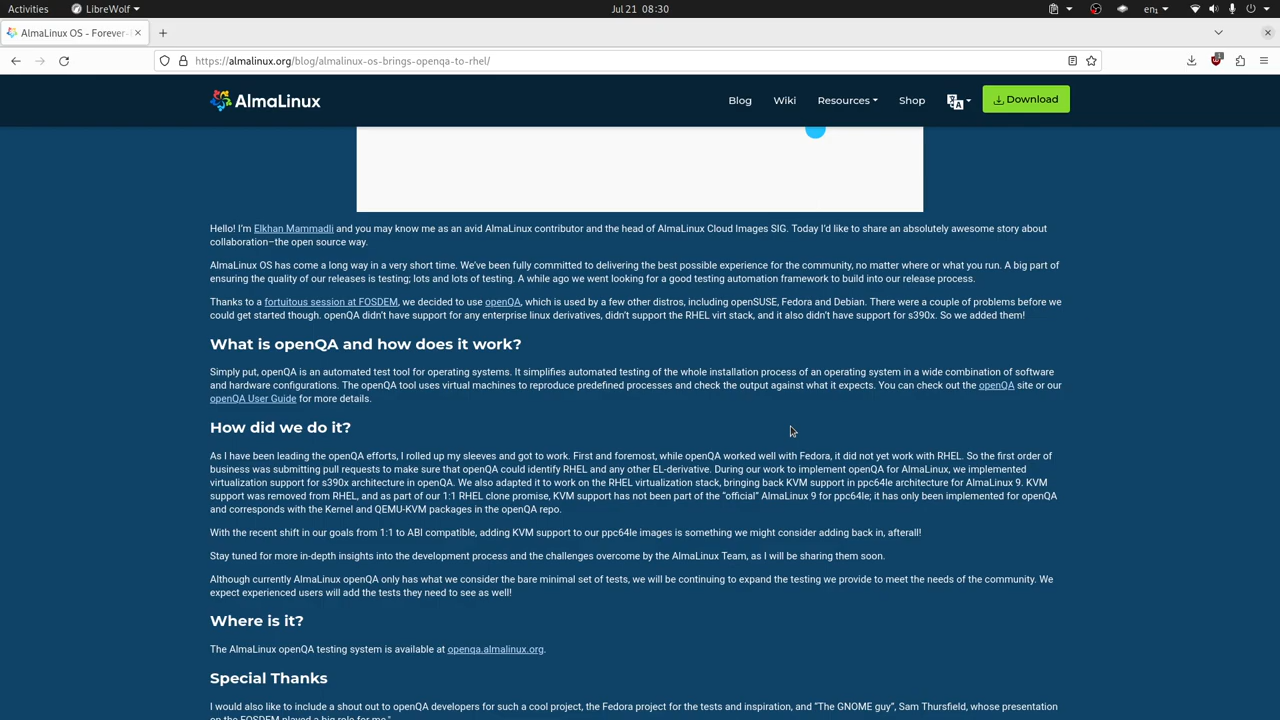 Activities
LibreWolf
Jul 21 08:30
en₁
AlmaLinux OS - Forever-
https://almalinux.org/blog/almalinux-os-brings-openqa-to-rhel/
1
AlmaLinux
Blog
Wiki
Resources
Shop
Download
Hello! I'm Elkhan Mammadli and you may know me as an avid AlmaLinux contributor and the head of AlmaLinux Cloud Images SIG. Today I'd like to share an absolutely awesome story about
collaboration–the open source way.
AlmaLinux OS has come a long way in a very short time. We've been fully committed to delivering the best possible experience for the community, no matter where or what you run. A big part of
ensuring the quality of our releases is testing; lots and lots of testing. A while ago we went looking for a good testing automation framework to build into our release process.
Thanks to a fortuitous session at FOSDEM, we decided to use openQA, which is used by a few other distros, including openSUSE, Fedora and Debian. There were a couple of problems before we
could get started though. openQA didn't have support for any enterprise linux derivatives, didn't support the RHEL virt stack, and it also didn't have support for s390x. So we added them!
What is openQA and how does it work?
Simply put, openQA is an automated test tool for operating systems. It simplifies automated testing of the whole installation process of an operating system in a wide combination of software
and hardware configurations. The openQA tool uses virtual machines to reproduce predefined processes and check the output against what it expects. You can check out the openQA site or our
openQA User Guide for more details.
How did we do it?
As I have been leading the openQA efforts, I rolled up my sleeves and got to work. First and foremost, while openQA worked well with Fedora, it did not yet work with RHEL. So the first order of
business was submitting pull requests to make sure that openQA could identify RHEL and any other EL-derivative. During our work to implement openQA for AlmaLinux, we implemented
virtualization support for s390x architecture in openQA. We also adapted it to work on the RHEL virtualization stack, bringing back KVM support in ppc64le architecture for AlmaLinux 9. KVM
support was removed from RHEL, and as part of our 1:1 RHEL clone promise, KVM support has not been part of the "official" AlmaLinux 9 for ppc64le; it has only been implemented for openQA
and corresponds with the Kernel and QEMU-KVM packages in the openQA repo.
With the recent shift in our goals from 1:1 to ABI compatible, adding KVM support to our ppc64le images is something we might consider adding back in, afterall!
Stay tuned for more in-depth insights into the development process and the challenges overcome by the AlmaLinux Team, as I will be sharing them soon.
Although currently AlmaLinux openQA only has what we consider the bare minimal set of tests, we will be continuing to expand the testing we provide to meet the needs of the community. We
expect experienced users will add the tests they need to see as well!
Where is it?
The AlmaLinux openQA testing system is available at openqa.almalinux.org.
Special Thanks
I would also like to include a shout out to openQA developers for such a cool project, the Fedora project for the tests and inspiration, and "The GNOME guy", Sam Thursfield, whose presentation
on the FOSDEM played a big role for me."